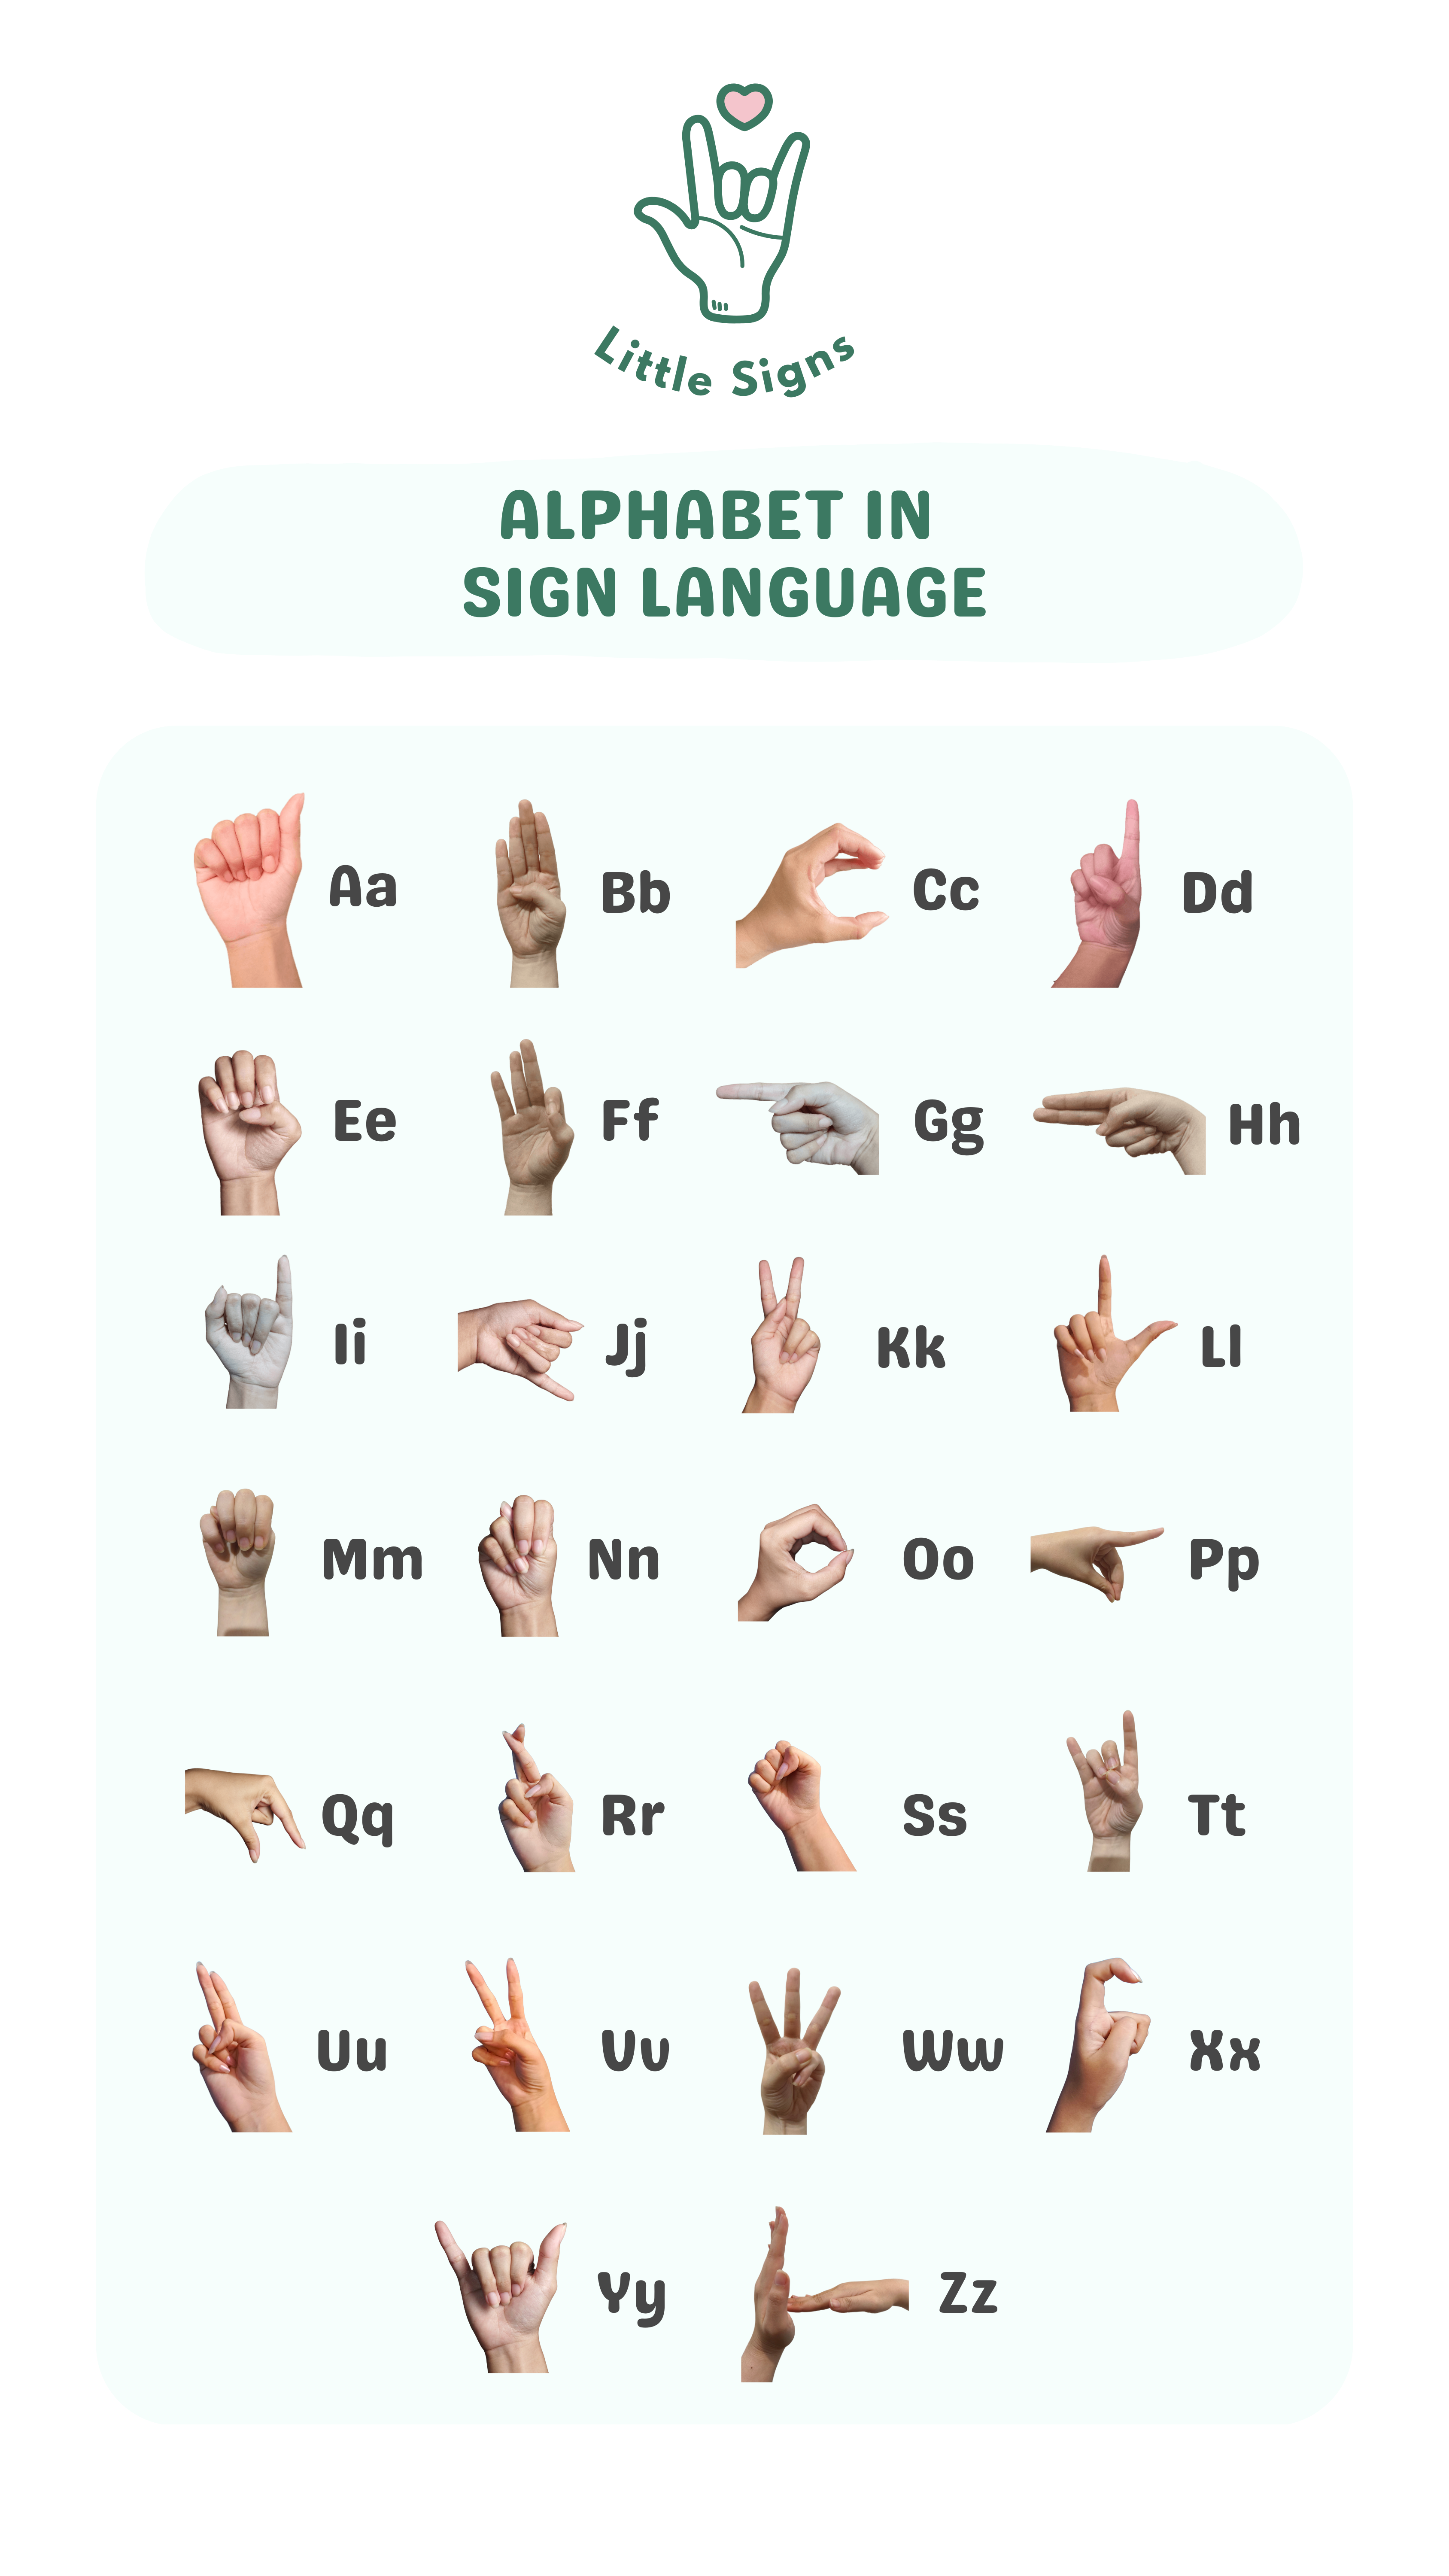 Little Signs
ALPHABET IN
SIGN LANGUAGE
Aa Bb Cc Dd
Ee Ff Gg Hh
Ii Jj Kk Ll
Mm Nn Oo Pp
Qq Rr Ss Tt
Uu Vv Ww Xx
Yy Zz